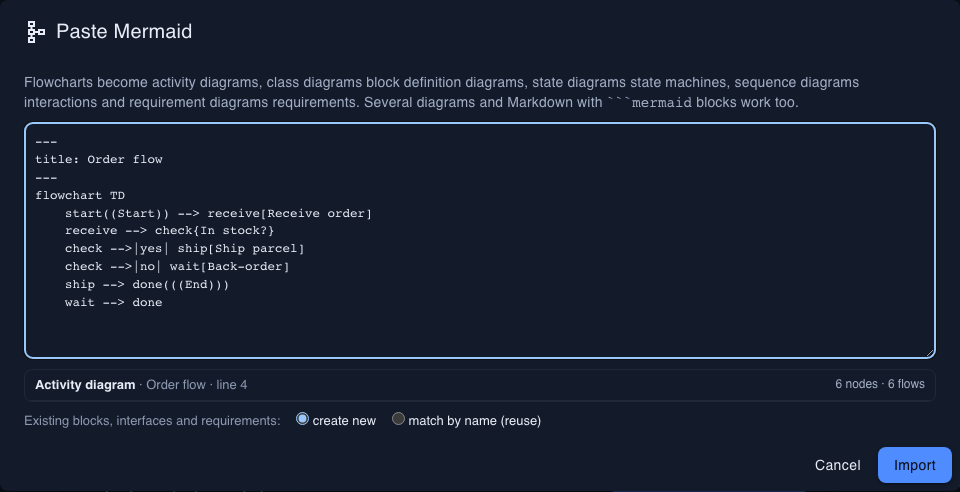 Paste Mermaid
Flowcharts become activity diagrams, class diagrams block definition diagrams, state diagrams state machines, sequence diagrams
interactions and requirement diagrams requirements. Several diagrams and Markdown with ```mermaid blocks work too.
---
title: Order flow
---
flowchart TD
    start((Start)) --> receive[Receive order]
    receive --> check{In stock?}
    check -->|yes| ship[Ship parcel]
    check -->|no| wait[Back-order]
    ship --> done(((End)))
    wait --> done
Activity diagram · Order flow · line 4 6 nodes · 6 flows
Existing blocks, interfaces and requirements: create new match by name (reuse)
Cancel Import